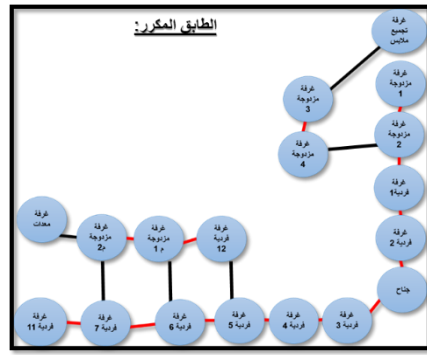 الطابق المكرر:
غرفة
تجميع
ملابس
غرفة
مزدوجة
1
غرفة
مزدوجة
3
غرفة
مزدوجة
2
غرفة
مزدوجة
4
غرفة
فردية1
غرفة
فردية 2
جناح
غرفة
فردية
12
غرفة
مزدوجة
م 1
غرفة
مزدوجة
م2
غرفة
معدات
غرفة
فردية 3
غرفة
فردية 4
غرفة
فردية 5
غرفة
فردية 6
غرفة
فردية 7
غرفة
فردية 11